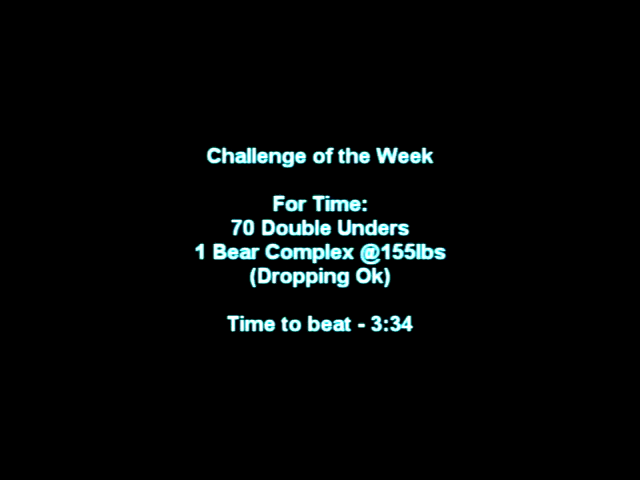 Challenge of the Week
For Time:
70 Double Unders
1 Bear Complex @155lbs
(Dropping Ok)
Time to beat - 3:34